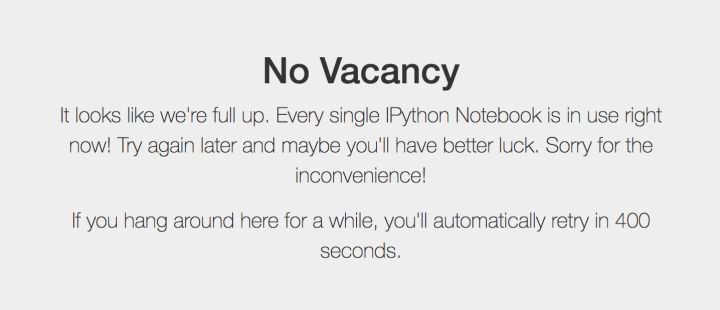 No Vacancy
It looks like we're full up. Every single IPython Notebook is in use right
now! Try again later and maybe you'll have better luck. Sorry for the
inconvenience!
If you hang around here for a while, you'll automatically retry in 400
seconds.